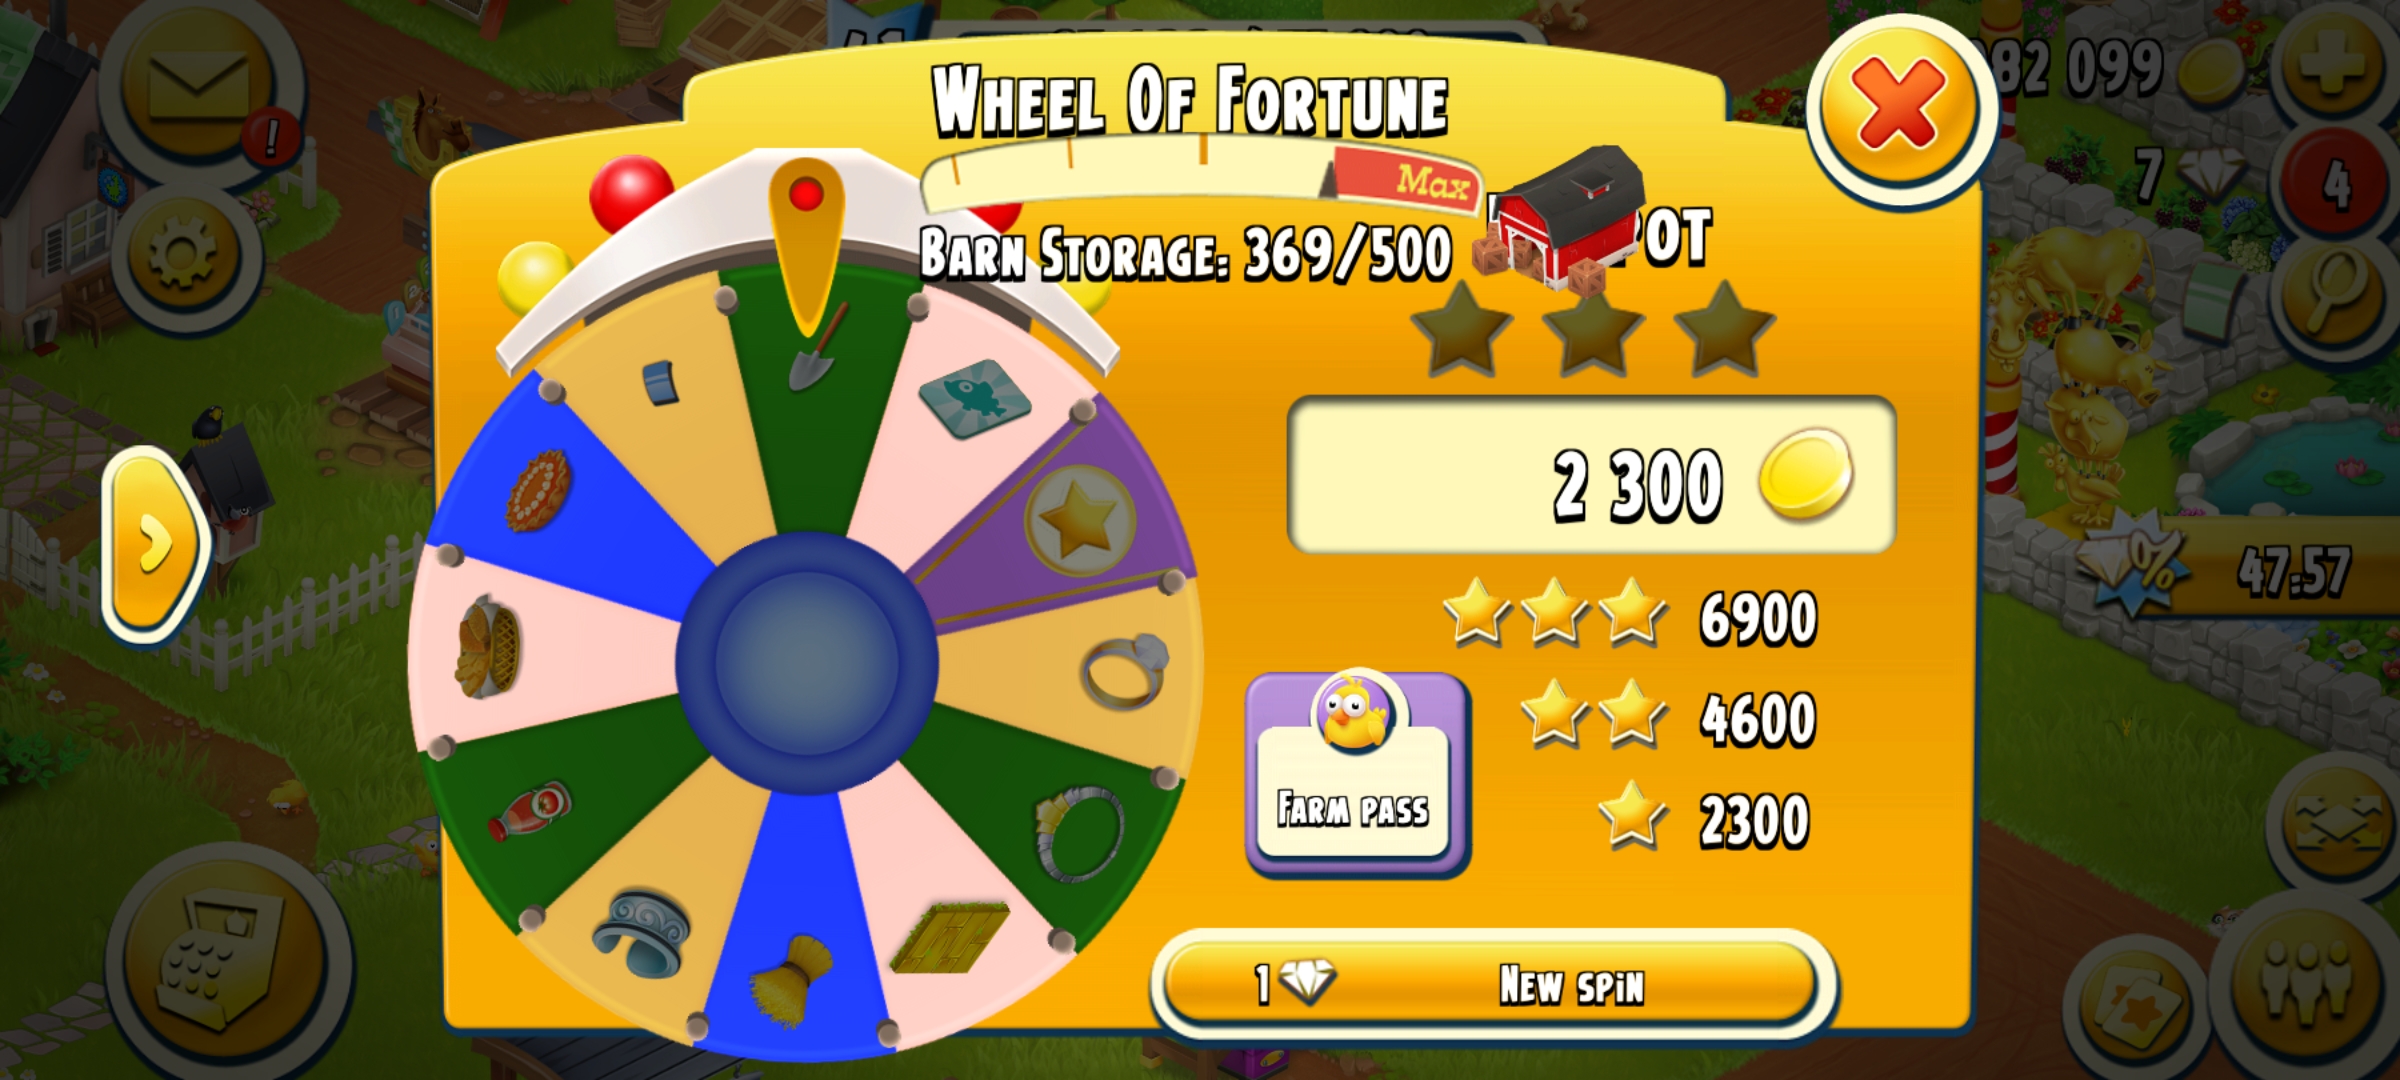 Wheel Of Fortune
82 099
Max
7
4
Barn Storage: 369/500
POT
2 300
47:57
6900
4600
Farm pass
2300
1 New spin